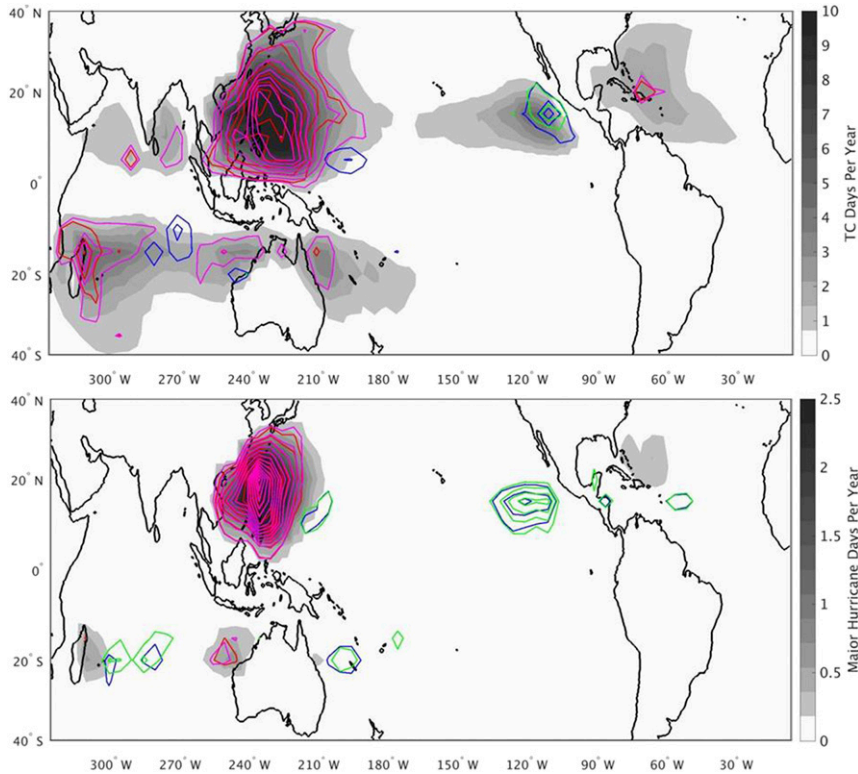 40° N
20° N
0°
20° S
40° S
300° W 270° W 240° W 210° W 180° W 150° W 120° W 90° W 60° W 30° W
10
9
8
7
6
5
4
3
2
1
0
TC Days Per Year
40° N
20° N
0°
20° S
40° S
300° W 270° W 240° W 210° W 180° W 150° W 120° W 90° W 60° W 30° W
2.5
2
1.5
1
0.5
0
Major Hurricane Days Per Year